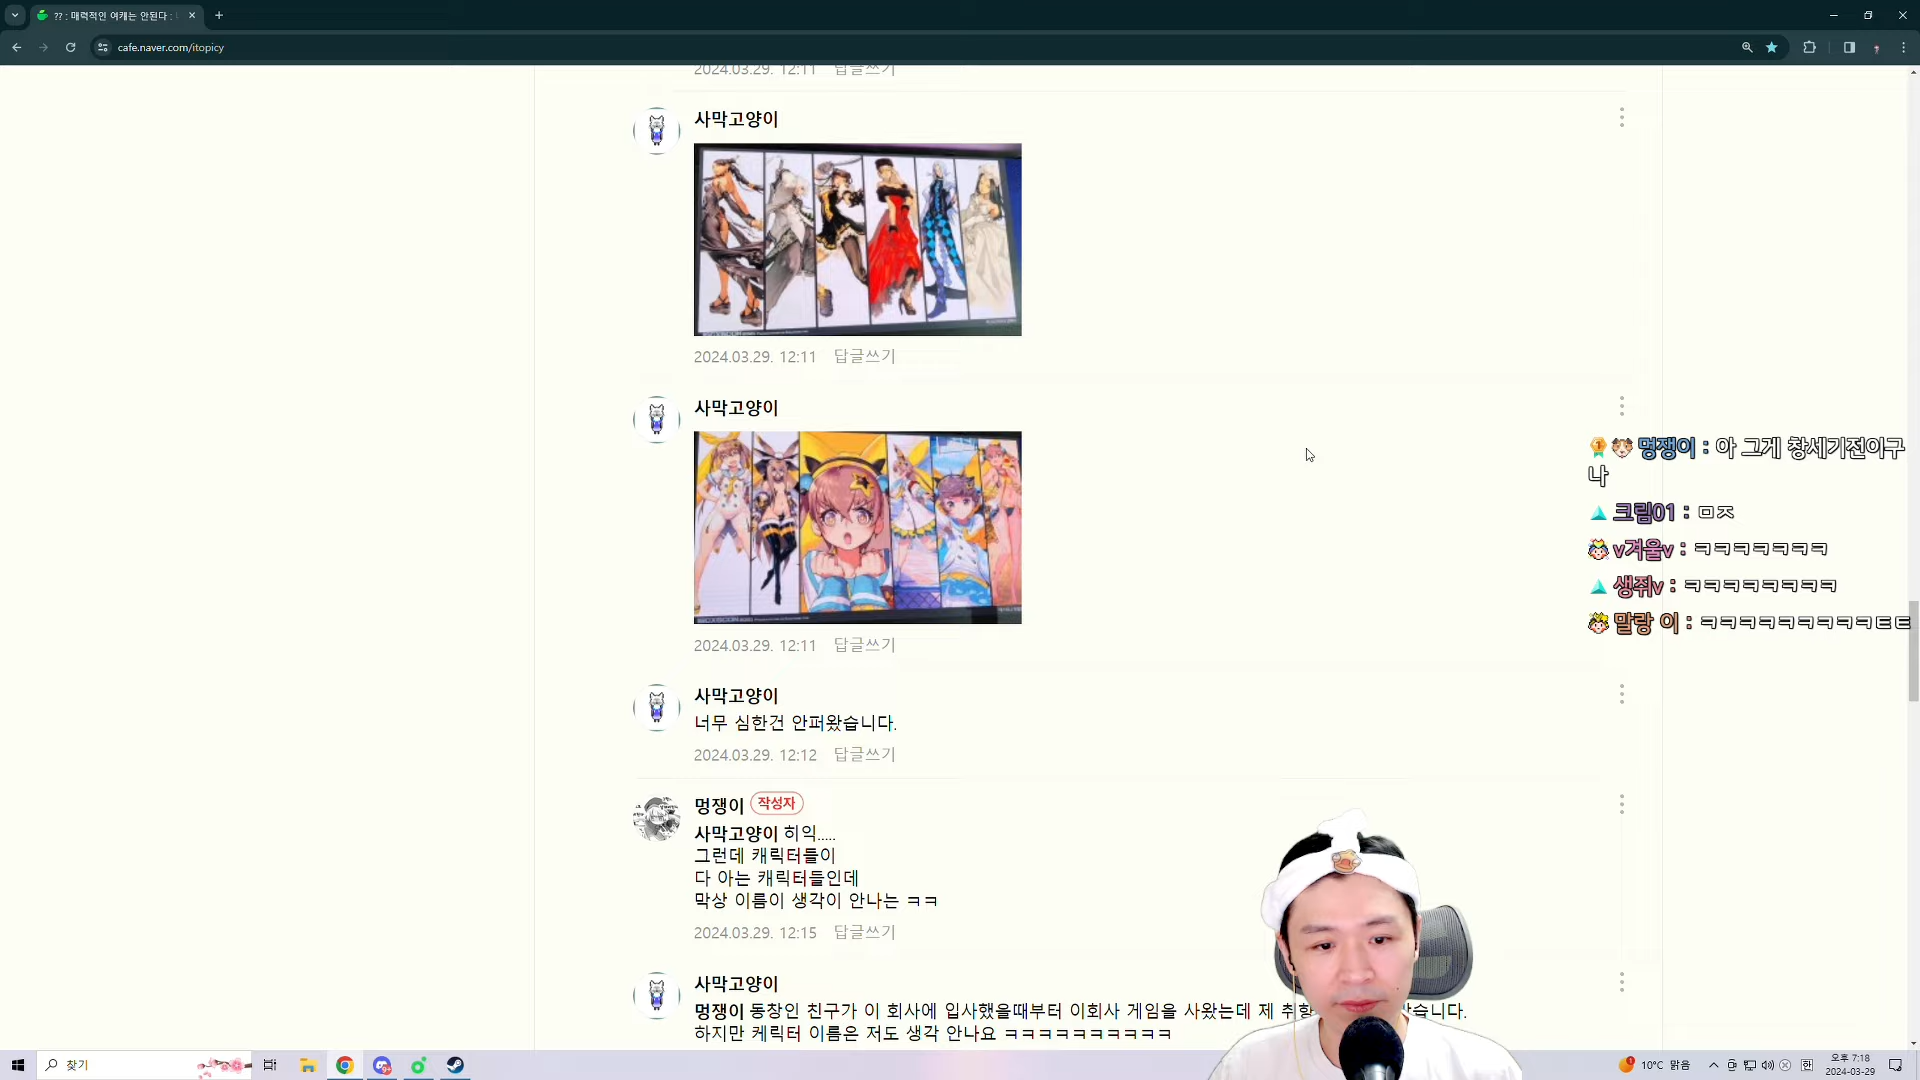 ?? : 매력적인 여캐는 안된다 :
cafe.naver.com/itopicy
2024.03.29. 12:11 답글쓰기
사막고양이
2024.03.29. 12:11 답글쓰기
사막고양이
2024.03.29. 12:11 답글쓰기
사막고양이
너무 심한건 안퍼왔습니다.
2024.03.29. 12:12 답글쓰기
멍쟁이 작성자
사막고양이 히익.....
그런데 캐릭터들이
다 아는 캐릭터들인데
막상 이름이 생각이 안나는 ㅋㅋ
2024.03.29. 12:15 답글쓰기
사막고양이
멍쟁이 동창인 친구가 이 회사에 입사했을때부터 이회사 게임을 사왔는데 제
하지만 케릭터 이름은 저도 생각 안나요 ㅋㅋㅋㅋㅋㅋㅋㅋㅋㅋ
멍쟁이 : 아 그게 창세기전이구
나
크림01 : ㅁㅈ
v겨울v : ㅋㅋㅋㅋㅋㅋㅋ
생쥐v : ㅋㅋㅋㅋㅋㅋㅋㅋ
말랑 이 : ㅋㅋㅋㅋㅋㅋㅋㅋㅋㅌㅌ
찾기
10°C 맑음
한
오후 7:18
2024-03-29